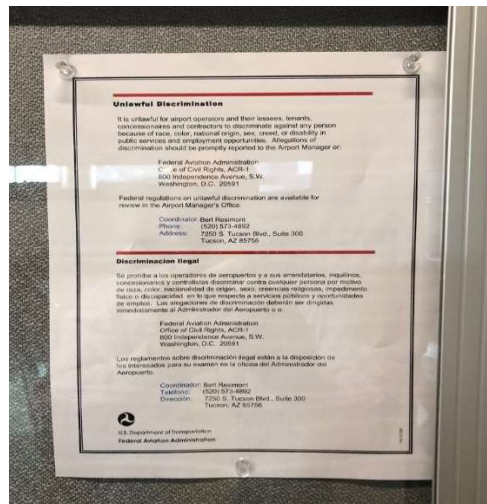 Unlawful Discrimination
It is unlawful for airport operators and their lessees, tenants,
concessionaires and contractors to discriminate against any person
because of race, color, national origin, sex, creed, or disability in
public services and employment opportunities. Allegations of
discrimination should be promptly reported to the Airport Manager or:
Federal Aviation Administration
Office of Civil Rights, ACR-1
800 Independence Avenue, S.W.
Washington, D.C. 20591
Federal regulations on unlawful discrimination are available for
review in the Airport Manager's Office.
Coordinator: Bert Resimont
Phone: (520) 573-4892
Address: 7250 S. Tucson Blvd., Suite 300
Tucson, AZ 85756
Discriminacion Ilegal
Se prohibe a los operadores de aeropuertos y a sus arrendatarios, inquilinos,
concesionarios y contratistas discriminar contra cualquier persona por motivo
de raza, color, nacionalidad de origen, sexo, creencias religiosas, impedimento
fisico o discapacidad en lo que respecta a servicios públicos y oportunidades
de empleo. Las alegaciones de discriminación deberán ser dirigidas
inmediatamente al Administrador del Aeropuerto o a:
Federal Aviation Administration
Office of Civil Rights, ACR-1
800 Independence Avenue, S.W.
Washington, D.C. 20591
Los reglamentos sobre discriminación ilegal están a la disposición de
los interesados para su examen en la oficina del Administrador del
Aeropuerto.
Coordinador: Bert Resimont
Teléfono: (520) 573-4892
Dirección: 7250 S. Tucson Blvd., Suite 300
Tucson, AZ 85756
U.S. Department of Transportation
Federal Aviation Administration